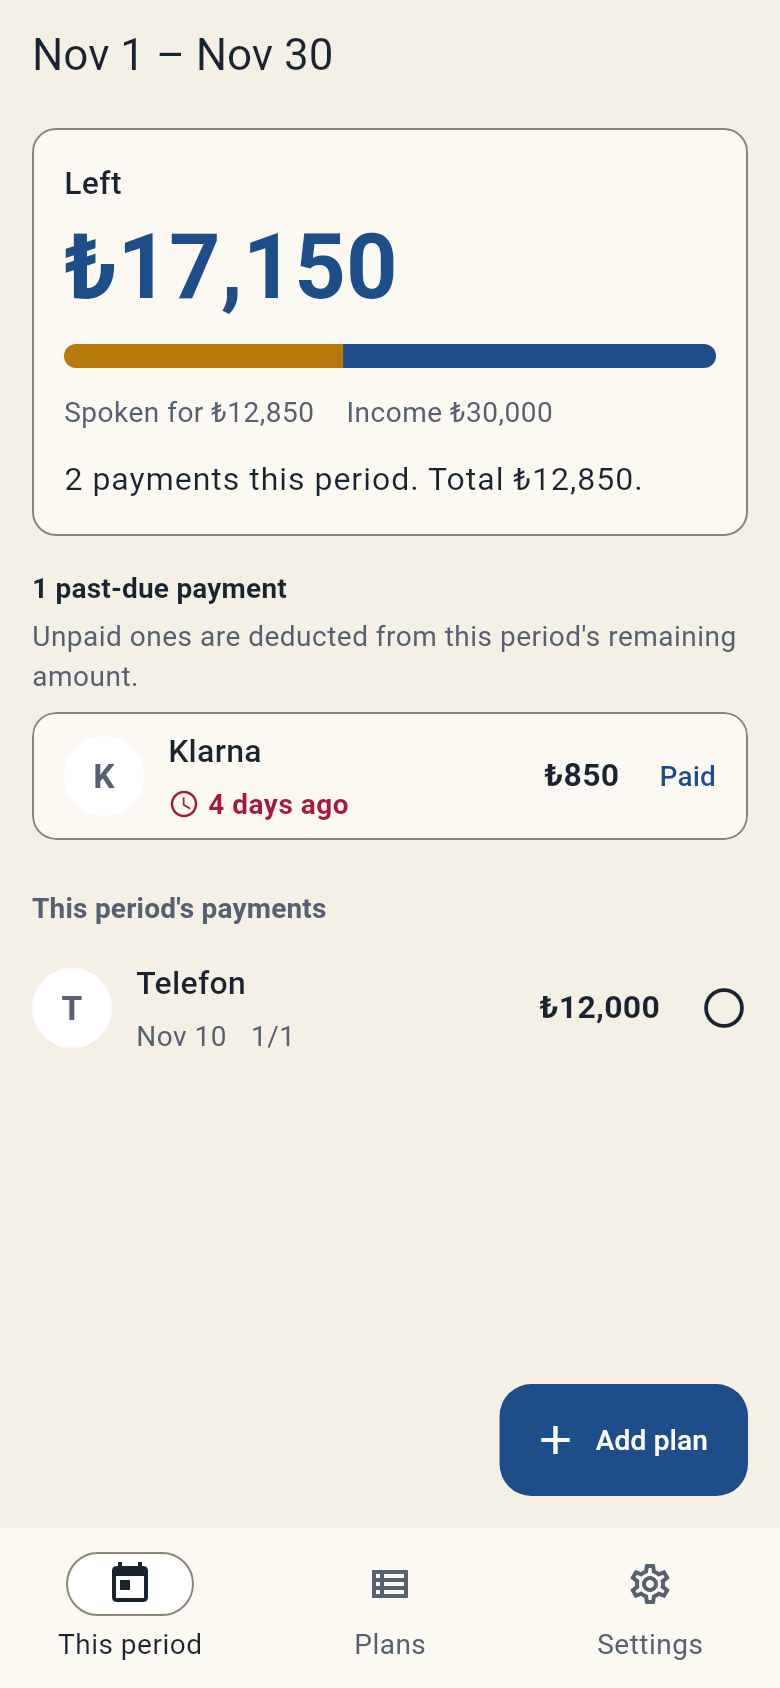 Nov 1 – Nov 30
Left
₺17,150
Spoken for ₺12,850 Income ₺30,000
2 payments this period. Total ₺12,850.
1 past-due payment
Unpaid ones are deducted from this period's remaining
amount.
K
Klarna
4 days ago
₺850
Paid
This period's payments
T
Telefon
Nov 10 1/1
₺12,000
Add plan
This period
Plans
Settings